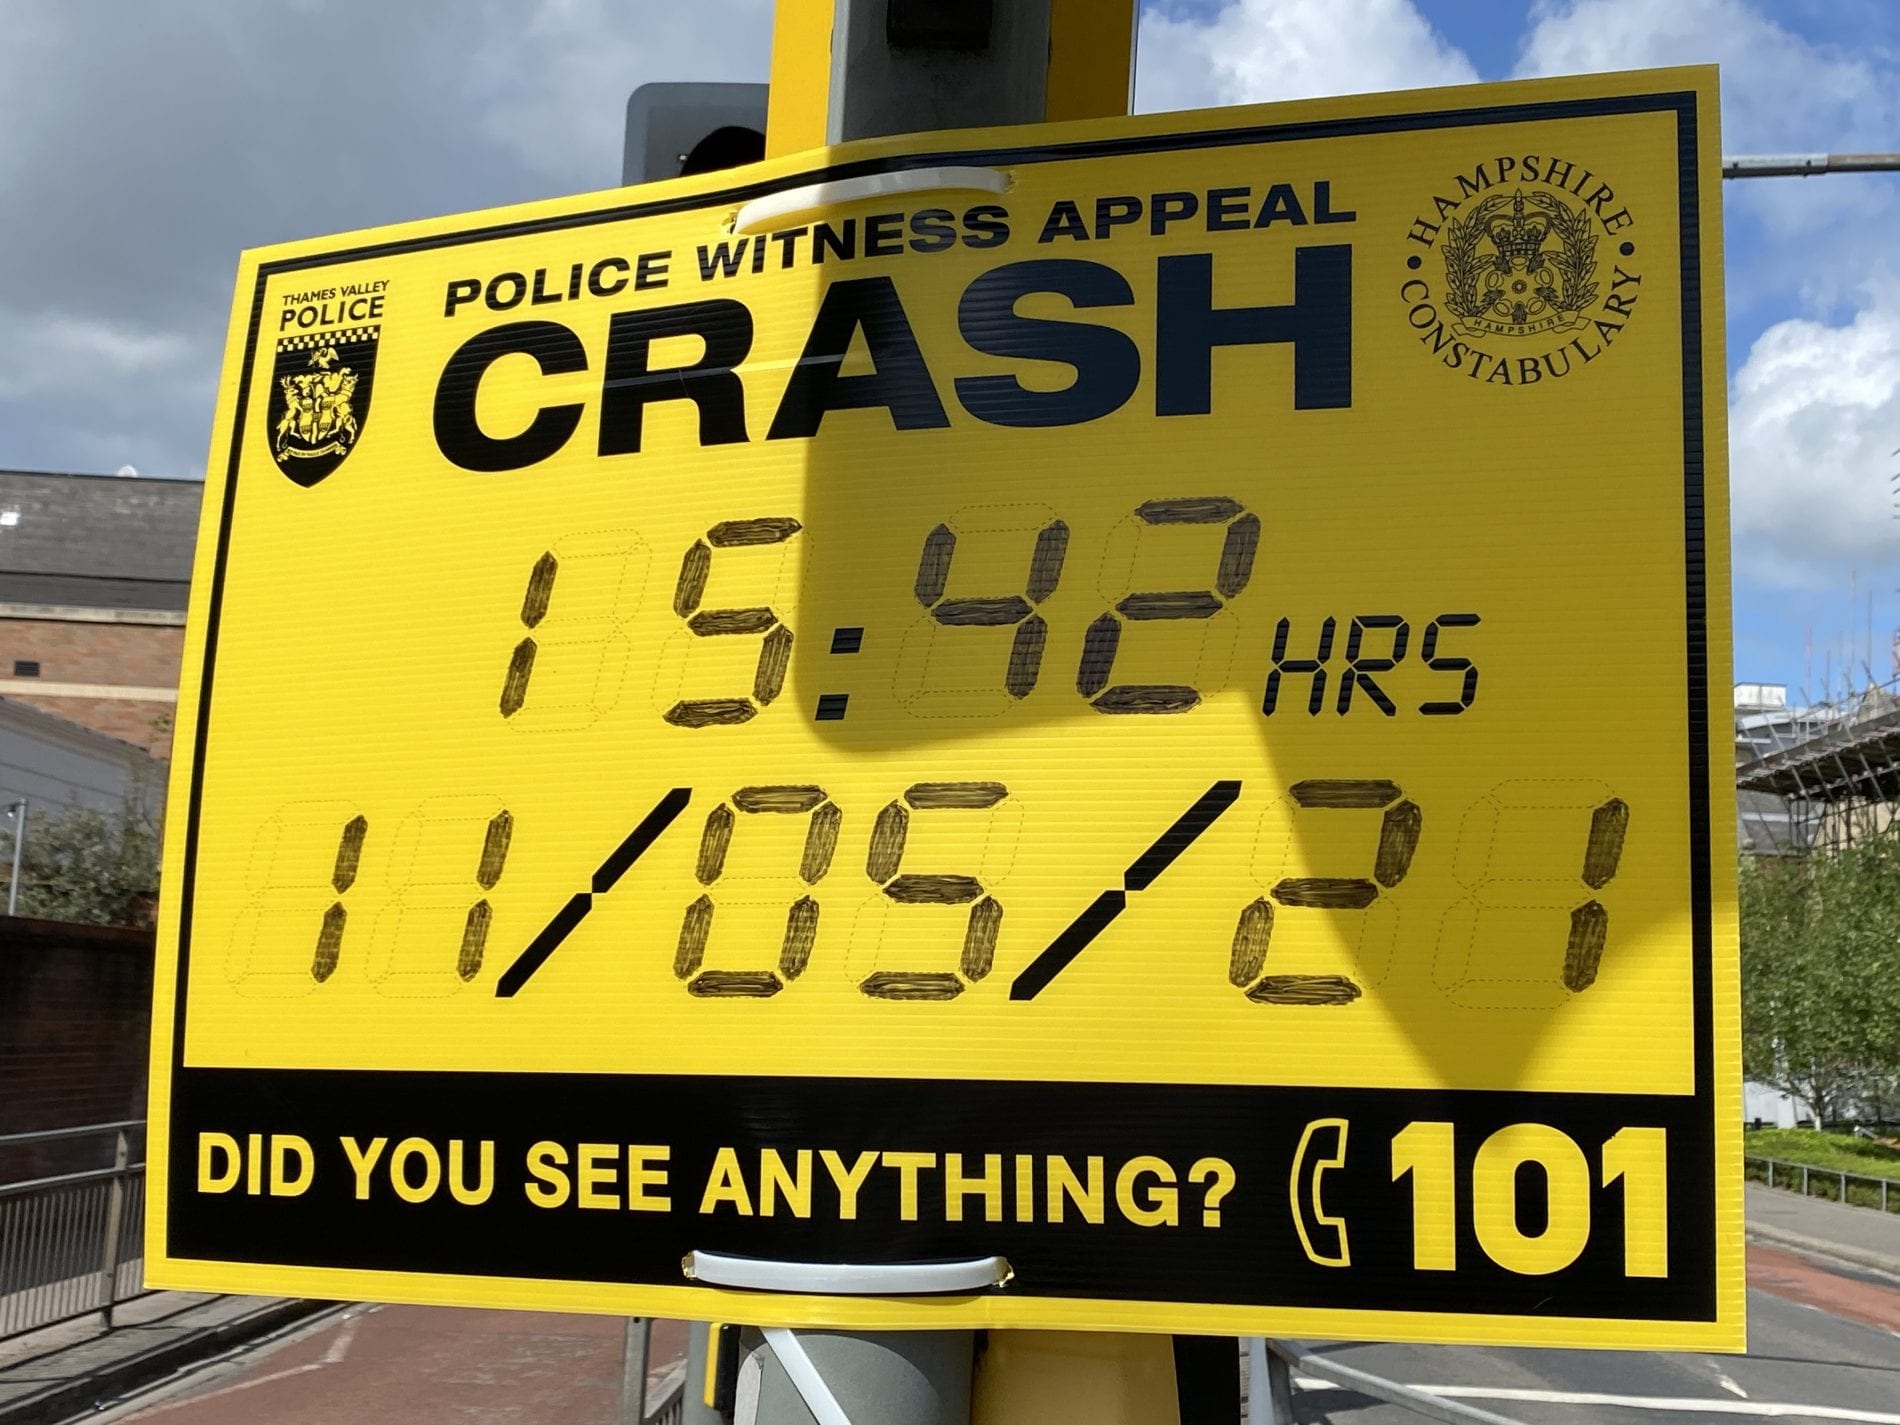 POLICE WITNESS APPEAL
CRASH
THAMES VALLEY
POLICE
HAMPSHIRE
CONSTABULARY
HAMPSHIRE
15:42 HRS
11/05/21
DID YOU SEE ANYTHING? 101